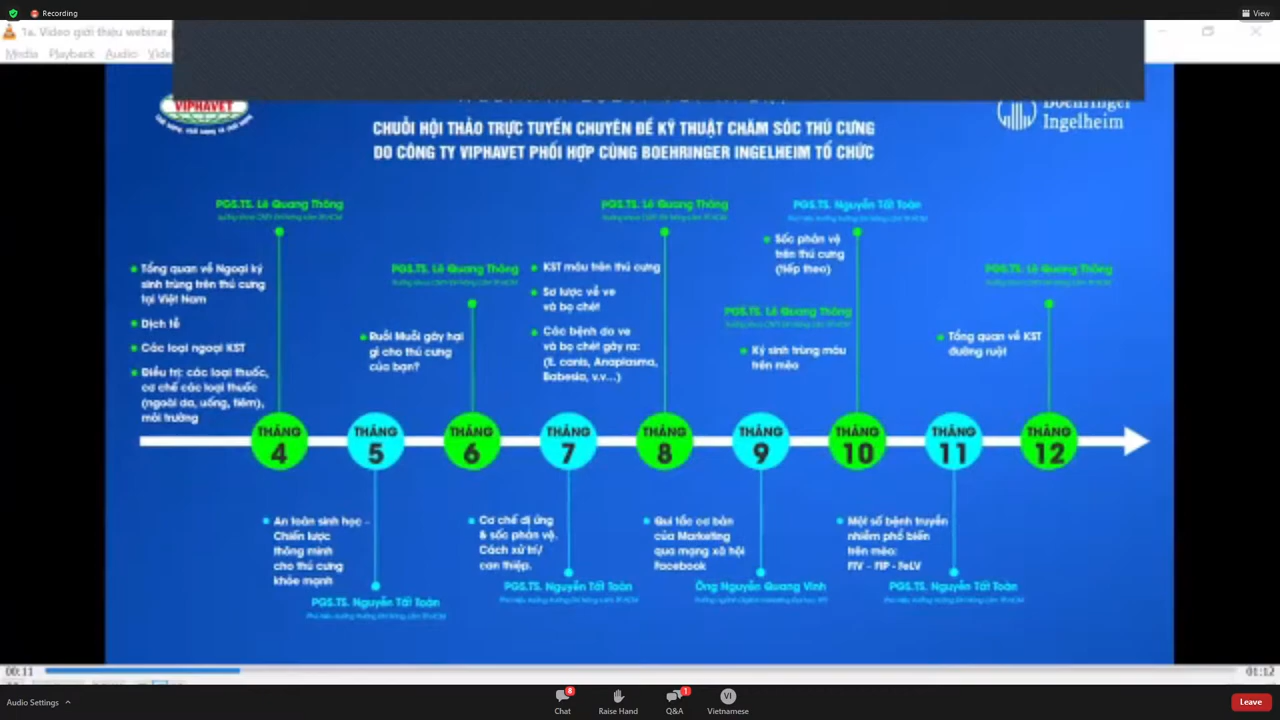 Recording
View
1a. Video giới thiệu webinar
Media Playback Audio
VIPHAVET
Boehringer
Ingelheim
CHUỖI HỘI THẢO TRỰC TUYẾN CHUYÊN ĐỀ KỸ THUẬT CHĂM SÓC THÚ CƯNG
DO CÔNG TY VIPHAVET PHỐI HỢP CÙNG BOEHRINGER INGELHEIM TỔ CHỨC
PGS.TS. Lê Quang Thông
Tổng quan về Ngoại ký
sinh trùng trên thú cưng
tại Việt Nam
Dịch tễ
Các loại ngoại KST
Điều trị: các loại thuốc,
cơ chế các loại thuốc
(ngoài da, uống, tiêm),
môi trường
PGS.TS. Lê Quang Thông
Ruồi Muỗi gây hại
gì cho thú cưng
của bạn?
PGS.TS. Lê Quang Thông
KST máu trên thú cưng
Sơ lược về ve
và bọ chét
Các bệnh do ve
và bọ chét gây ra:
(E. canis, Anaplasma,
Babesia, v.v...)
PGS.TS. Nguyễn Tất Toàn
Sốc phản vệ
trên thú cưng
(tiếp theo)
PGS.TS. Lê Quang Thông
Ký sinh trùng máu
trên mèo
PGS.TS. Lê Quang Thông
Tổng quan về KST
đường ruột
THÁNG
4
THÁNG
5
THÁNG
6
THÁNG
7
THÁNG
8
THÁNG
9
THÁNG
10
THÁNG
11
THÁNG
12
An toàn sinh học -
Chiến lược
thông minh
cho thú cưng
khỏe mạnh
PGS.TS. Nguyễn Tất Toàn
Cơ chế dị ứng
& sốc phản vệ.
Cách xử trí/
can thiệp.
PGS.TS. Nguyễn Tất Toàn
Qui tắc cơ bản
của Marketing
qua mạng xã hội
Facebook
Ông Nguyễn Quang Vinh
Một số bệnh truyền
nhiễm phổ biến
trên mèo:
FIV - FIP - FeLV
PGS.TS. Nguyễn Tất Toàn
00:11
01:12
Audio Settings
8
Chat
Raise Hand
1
Q&A
VI
Vietnamese
Leave